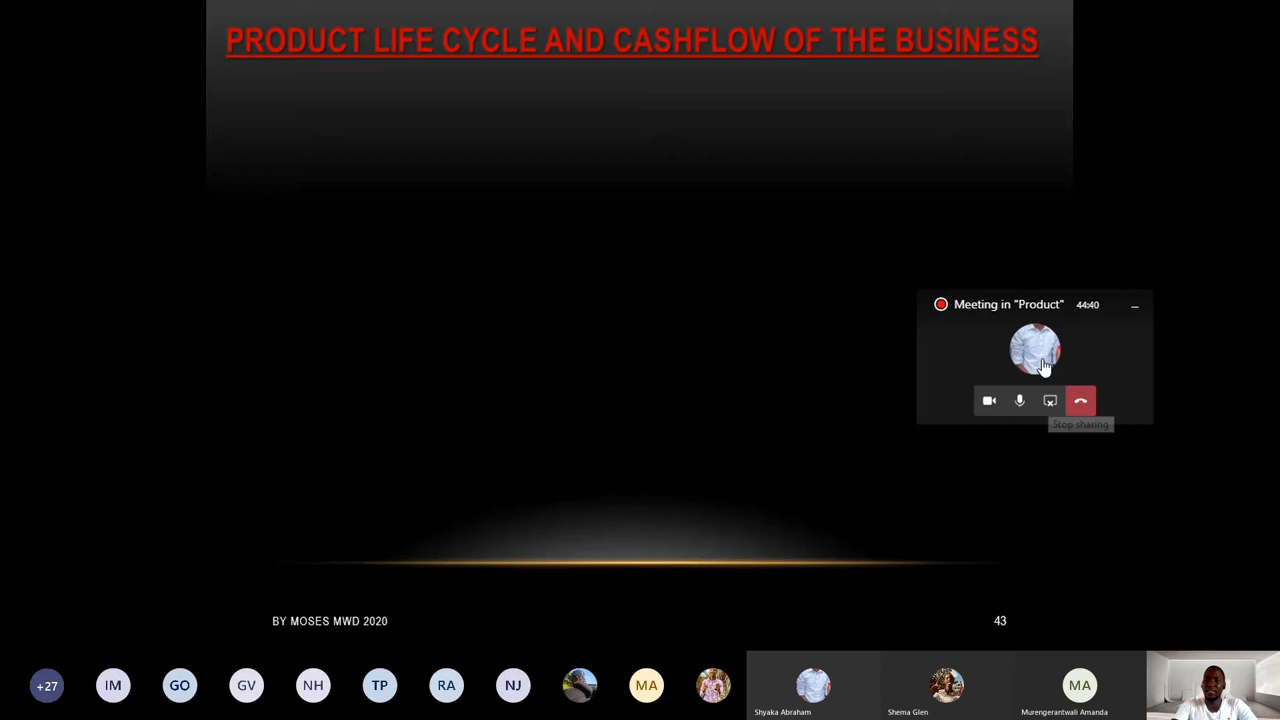 PRODUCT LIFE CYCLE AND CASHFLOW OF THE BUSINESS
Meeting in "Product" 44:40
Stop sharing
BY MOSES MWD 2020
43
+27
IM
GO
GV
NH
TP
RA
NJ
MA
MA
Shyaka Abraham
Shema Glen
Murengerantwali Amanda